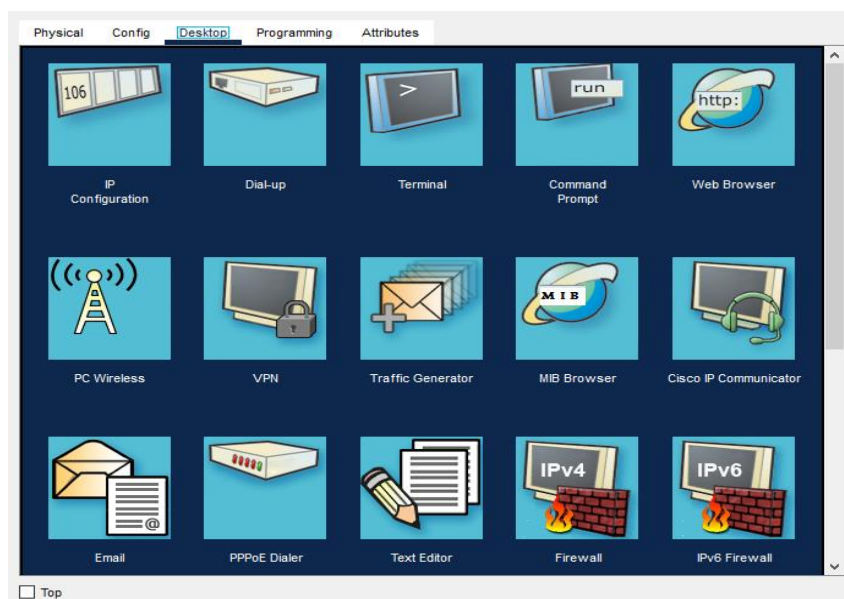 Physical Config Desktop Programming Attributes
106
>
run
http:
IP
Configuration
Dial-up
Terminal
Command
Prompt
Web Browser
MIB
PC Wireless
VPN
Traffic Generator
MIB Browser
Cisco IP Communicator
@
IPv4
IPv6
Email
PPPoE Dialer
Text Editor
Firewall
IPv6 Firewall
Top